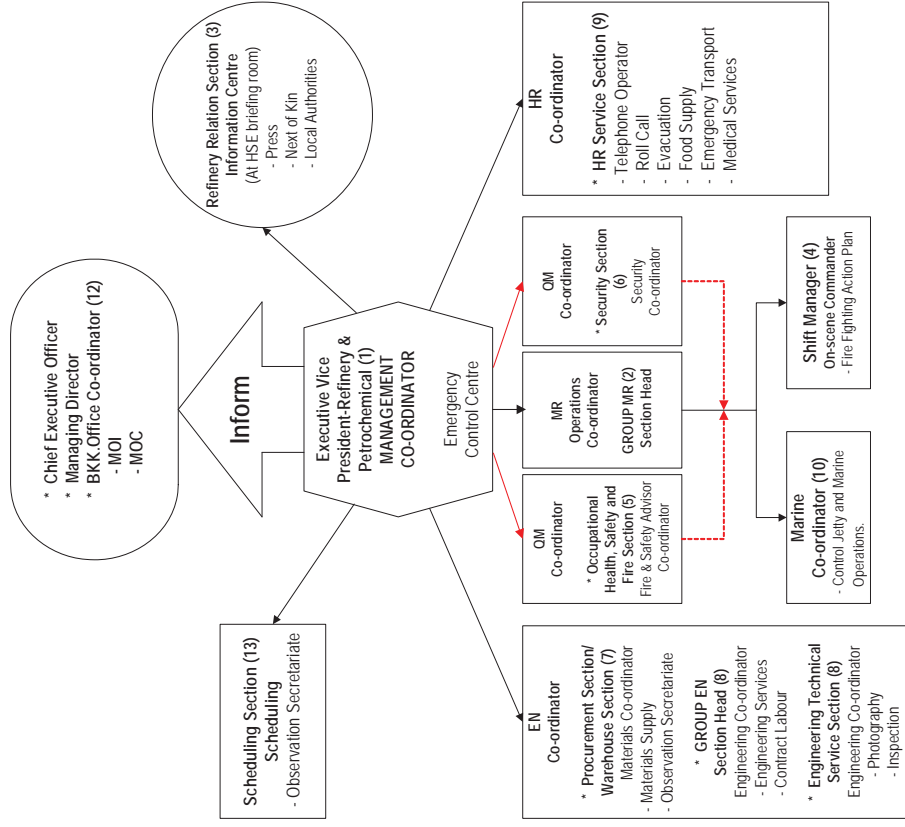 * Chief Executive Officer
* Managing Director
* BKK.Office Co-ordinator (12)
- MOI
- MOC
Inform
Refinery Relation Section (3)
Information Centre
(At HSE briefing room)
- Press
- Next of Kin
- Local Authorities
Scheduling Section (13)
Scheduling
- Observation Secretariate
Executive Vice
President-Refinery &
Petrochemical (1)
MANAGEMENT
CO-ORDINATOR
Emergency
Control Centre
EN
Co-ordinator
* Procurement Section/
Warehouse Section (7)
Materials Co-ordinator
- Materials Supply
- Observation Secretariate
* GROUP EN
Section Head (8)
Engineering Co-ordinator
- Engineering Services
- Contract Labour
* Engineering Technical
Service Section (8)
Engineering Co-ordinator
- Photography
- Inspection
QM
Co-ordinator
* Occupational
Health, Safety and
Fire Section (5)
Fire & Safety Advisor
Co-ordinator
MR
Operations
Co-ordinator
GROUP MR (2)
Section Head
QM
Co-ordinator
* Security Section
(6)
Security
Co-ordinator
HR
Co-ordinator
* HR Service Section (9)
- Telephone Operator
- Roll Call
- Evacuation
- Food Supply
- Emergency Transport
- Medical Services
Marine
Co-ordinator (10)
- Control Jetty and Marine
Operations.
Shift Manager (4)
On-scene Commander
- Fire Fighting Action Plan